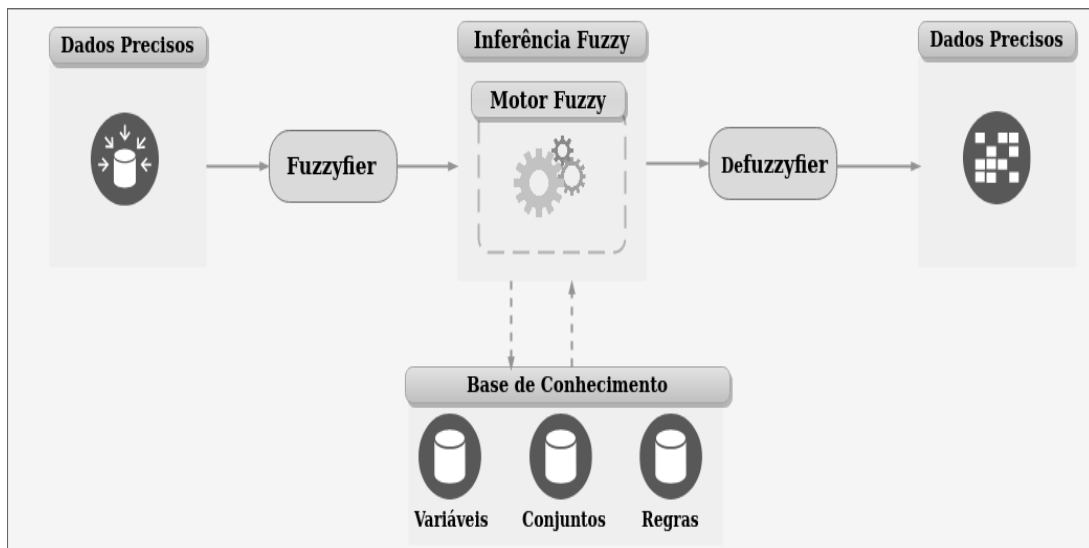 Dados Precisos
Inferência Fuzzy
Dados Precisos
Motor Fuzzy
Fuzzyfier
Defuzzyfier
Base de Conhecimento
Variáveis
Conjuntos
Regras